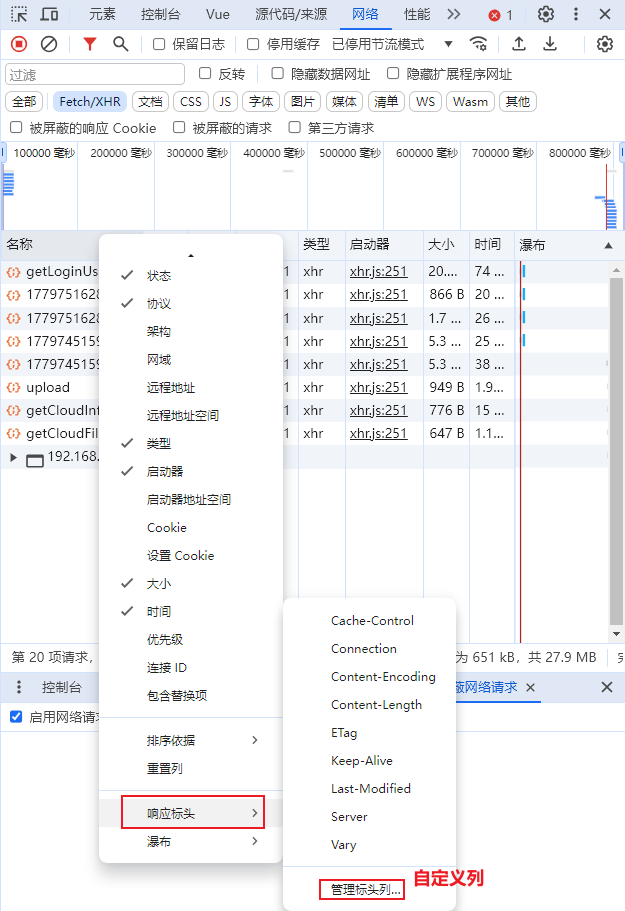 元素 控制台 Vue 源代码/来源 网络 性能 1
保留日志 停用缓存 已停用节流模式
过滤 反转 隐藏数据网址 隐藏扩展程序网址
全部 Fetch/XHR 文档 CSS JS 字体 图片 媒体 清单 WS Wasm 其他
被屏蔽的响应 Cookie 被屏蔽的请求 第三方请求
100000 毫秒 200000 毫秒 300000 毫秒 400000 毫秒 500000 毫秒 600000 毫秒 700000 毫秒 800000 毫秒
名称 类型 启动器 大小 时间 瀑布
getLoginUs 1 xhr xhr.js:251 20.... 74 ...
1779751628 1 xhr xhr.js:251 866 B 20 ...
1779751628 1 xhr xhr.js:251 1.7 ... 26 ...
1779745159 1 xhr xhr.js:251 5.3 ... 25 ...
1779745159 1 xhr xhr.js:251 5.3 ... 38 ...
upload 1 xhr xhr.js:251 949 B 1.9...
getCloudInf 1 xhr xhr.js:251 776 B 15 ...
getCloudFil 1 xhr xhr.js:251 647 B 1.1...
192.168.
状态
协议
架构
网域
远程地址
远程地址空间
类型
启动器
启动器地址空间
Cookie
设置 Cookie
大小
时间
优先级
连接 ID
包含替换项
排序依据
重置列
响应标头
瀑布
Cache-Control
Connection
Content-Encoding
Content-Length
ETag
Keep-Alive
Last-Modified
Server
Vary
管理标头列...
自定义列
第 20 项请求， 为 651 kB，共 27.9 MB
控制台 网络请求
启用网络请求